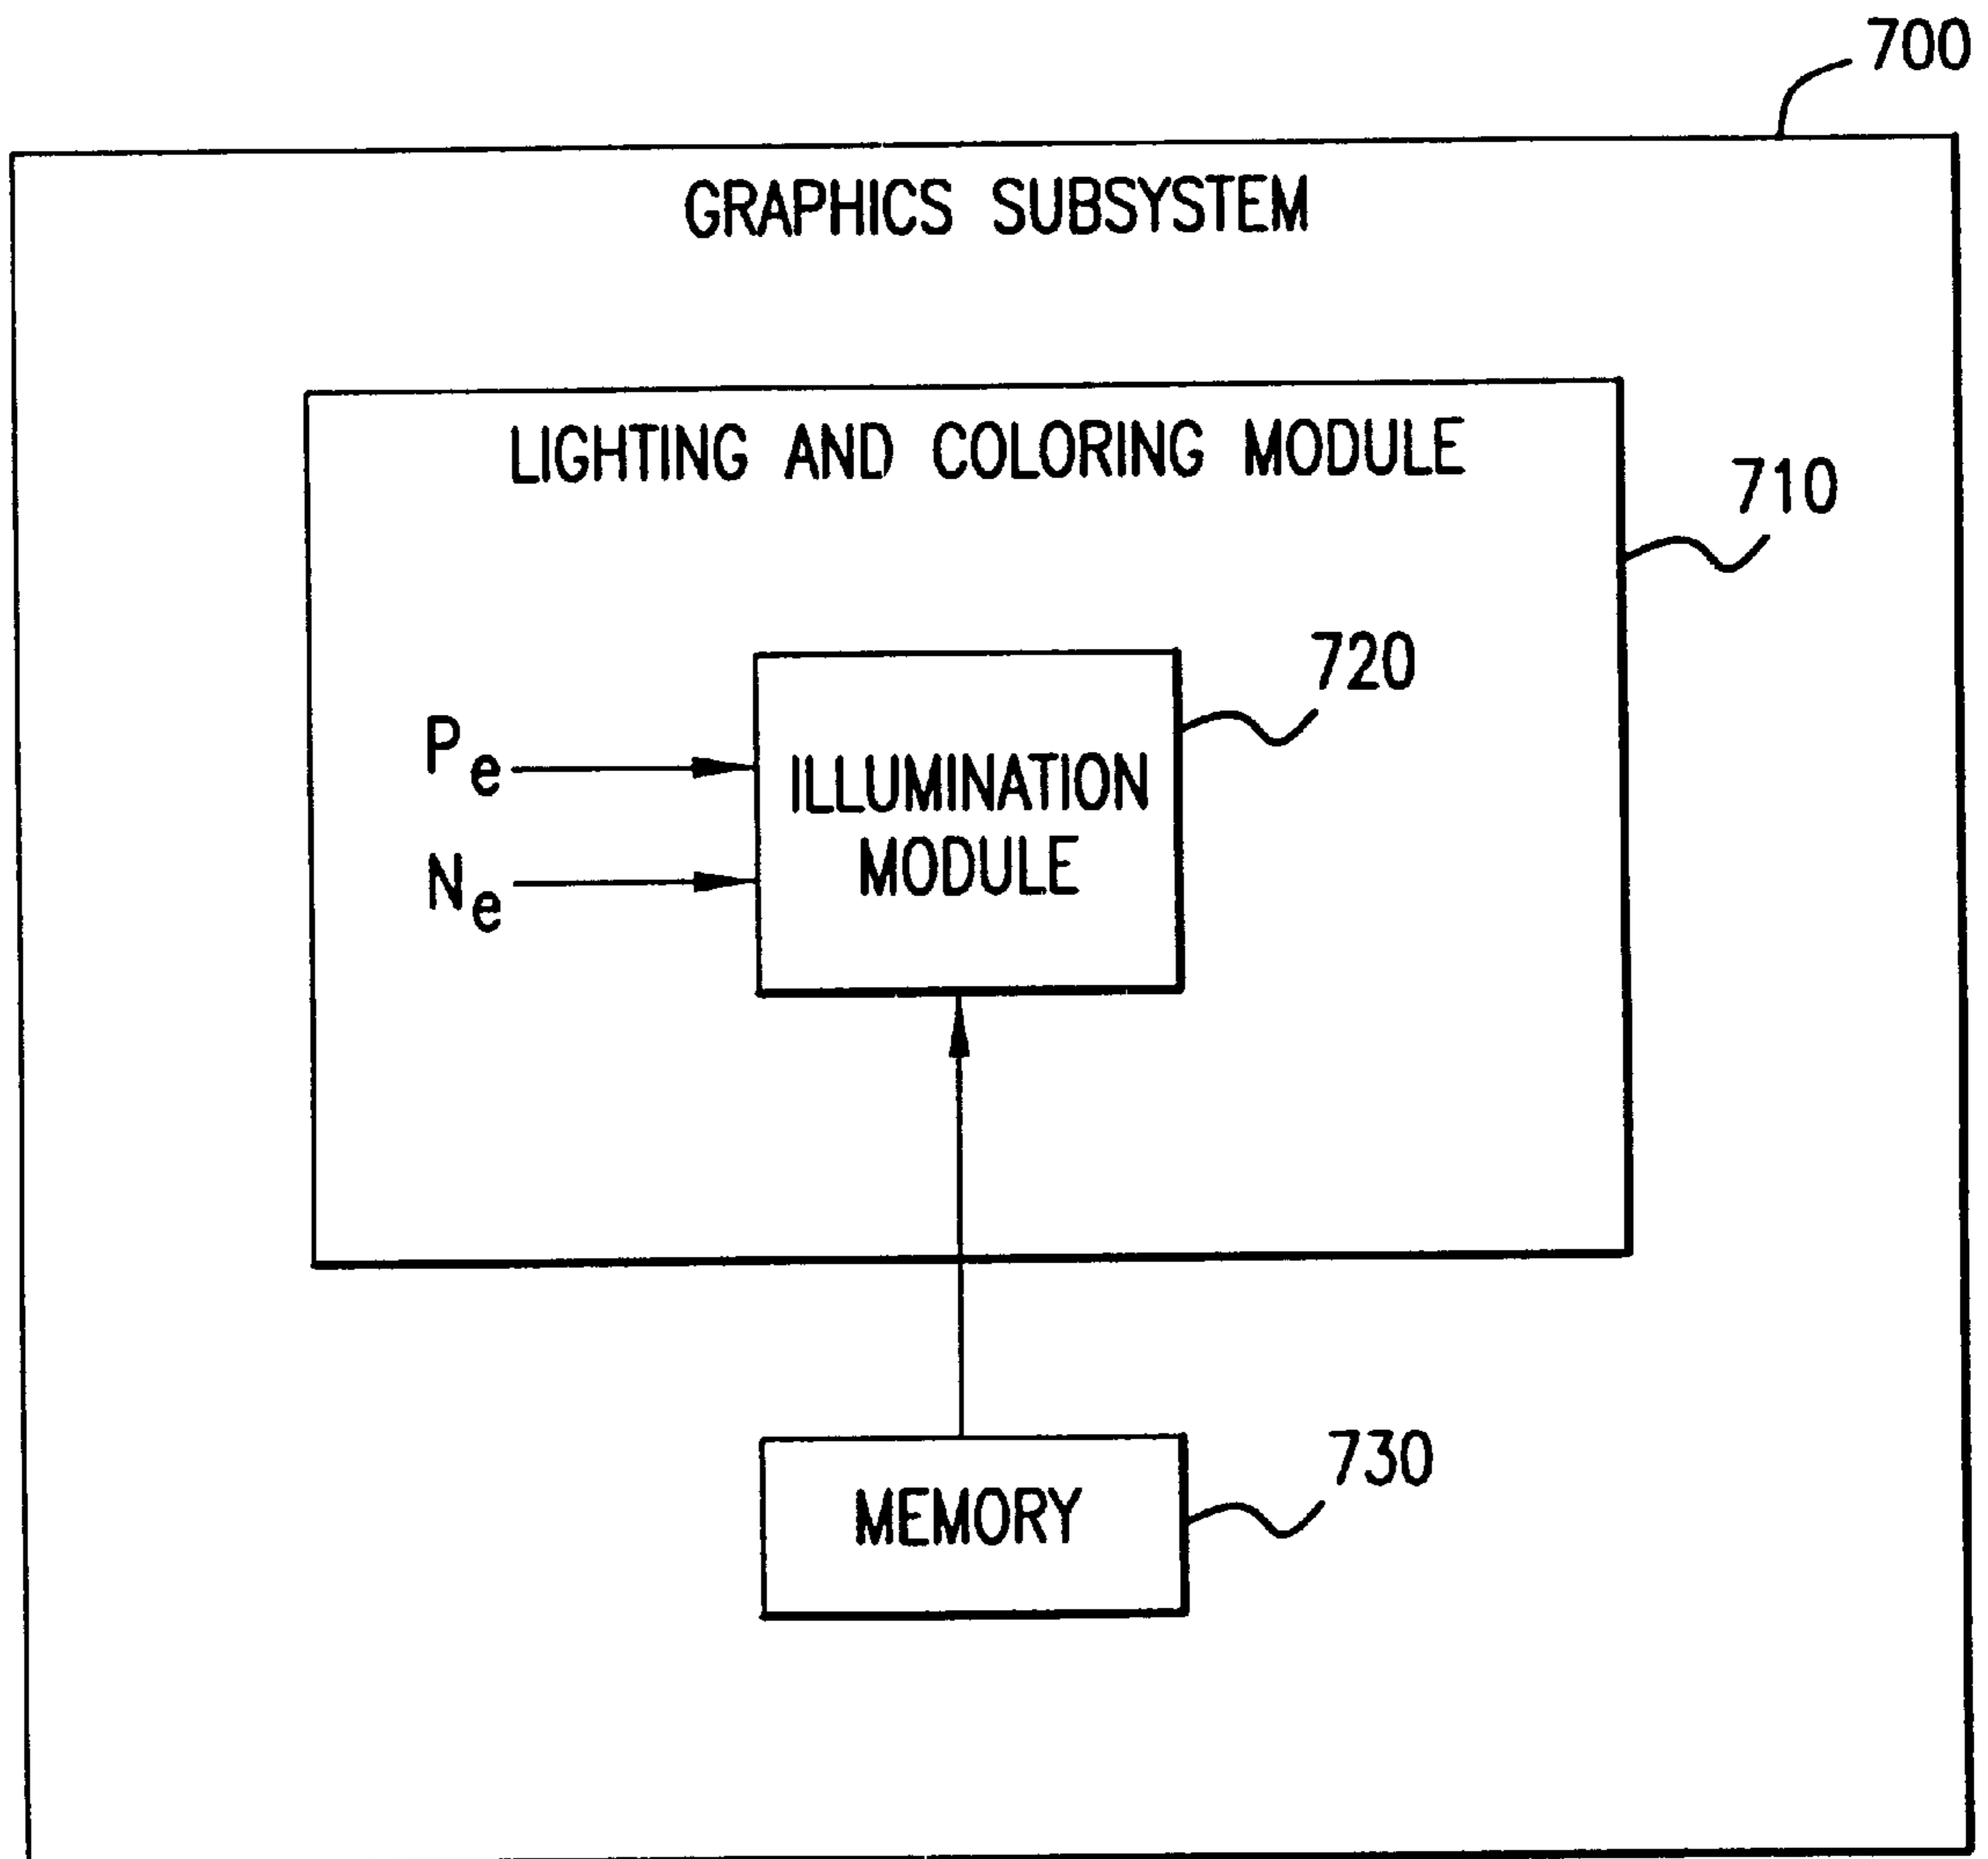 700
GRAPHICS SUBSYSTEM
LIGHTING AND COLORING MODULE
710
720
Pe
ILLUMINATION
MODULE
Ne
MEMORY
730